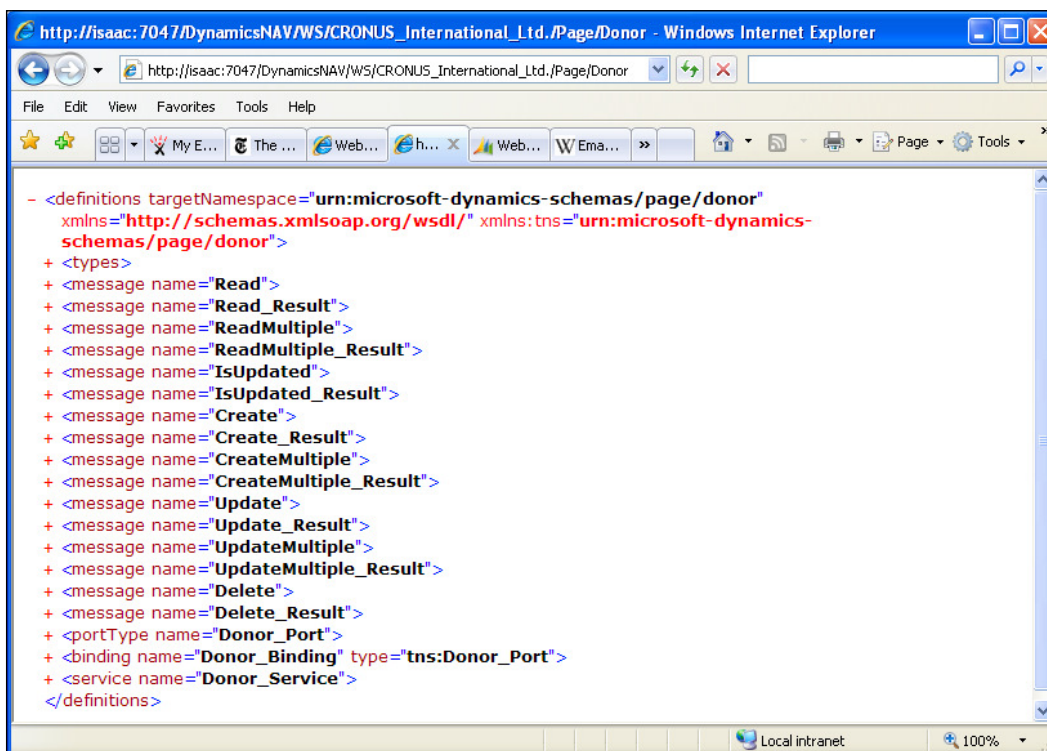 http://isaac:7047/DynamicsNAV/WS/CRONUS_International_Ltd./Page/Donor - Windows Internet Explorer
http://isaac:7047/DynamicsNAV/WS/CRONUS_International_Ltd./Page/Donor
File Edit View Favorites Tools Help
My E... The ... Web... h... X Web... W Ema... » Page Tools »
- <definitions targetNamespace="urn:microsoft-dynamics-schemas/page/donor"
xmlns="http://schemas.xmlsoap.org/wsdl/" xmlns:tns="urn:microsoft-dynamics-
schemas/page/donor">
+ <types>
+ <message name="Read">
+ <message name="Read_Result">
+ <message name="ReadMultiple">
+ <message name="ReadMultiple_Result">
+ <message name="IsUpdated">
+ <message name="IsUpdated_Result">
+ <message name="Create">
+ <message name="Create_Result">
+ <message name="CreateMultiple">
+ <message name="CreateMultiple_Result">
+ <message name="Update">
+ <message name="Update_Result">
+ <message name="UpdateMultiple">
+ <message name="UpdateMultiple_Result">
+ <message name="Delete">
+ <message name="Delete_Result">
+ <portType name="Donor_Port">
+ <binding name="Donor_Binding" type="tns:Donor_Port">
+ <service name="Donor_Service">
</definitions>
Local intranet 100%